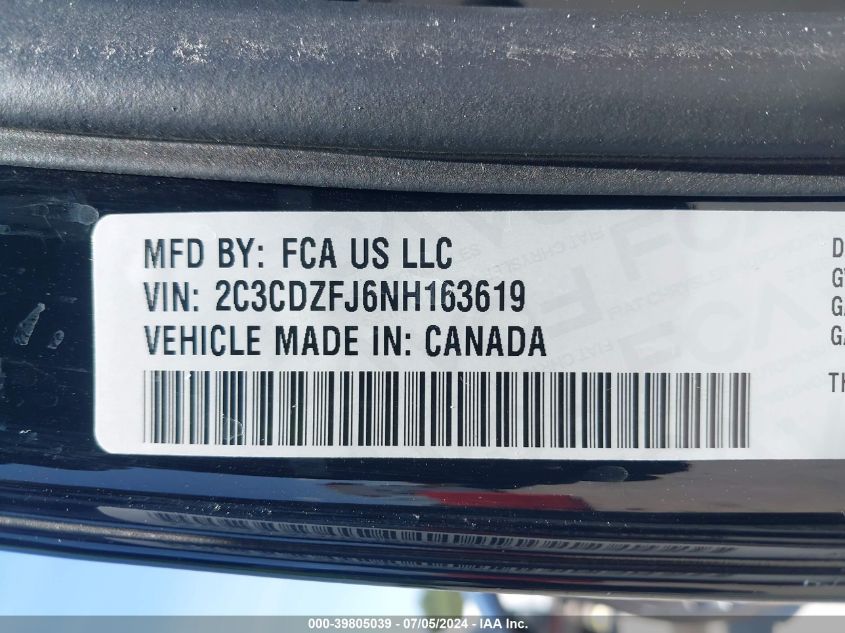 MFD BY: FCA US LLC
VIN: 2C3CDZFJ6NH163619
VEHICLE MADE IN: CANADA
000-39805039 - 07/05/2024 - IAA Inc.